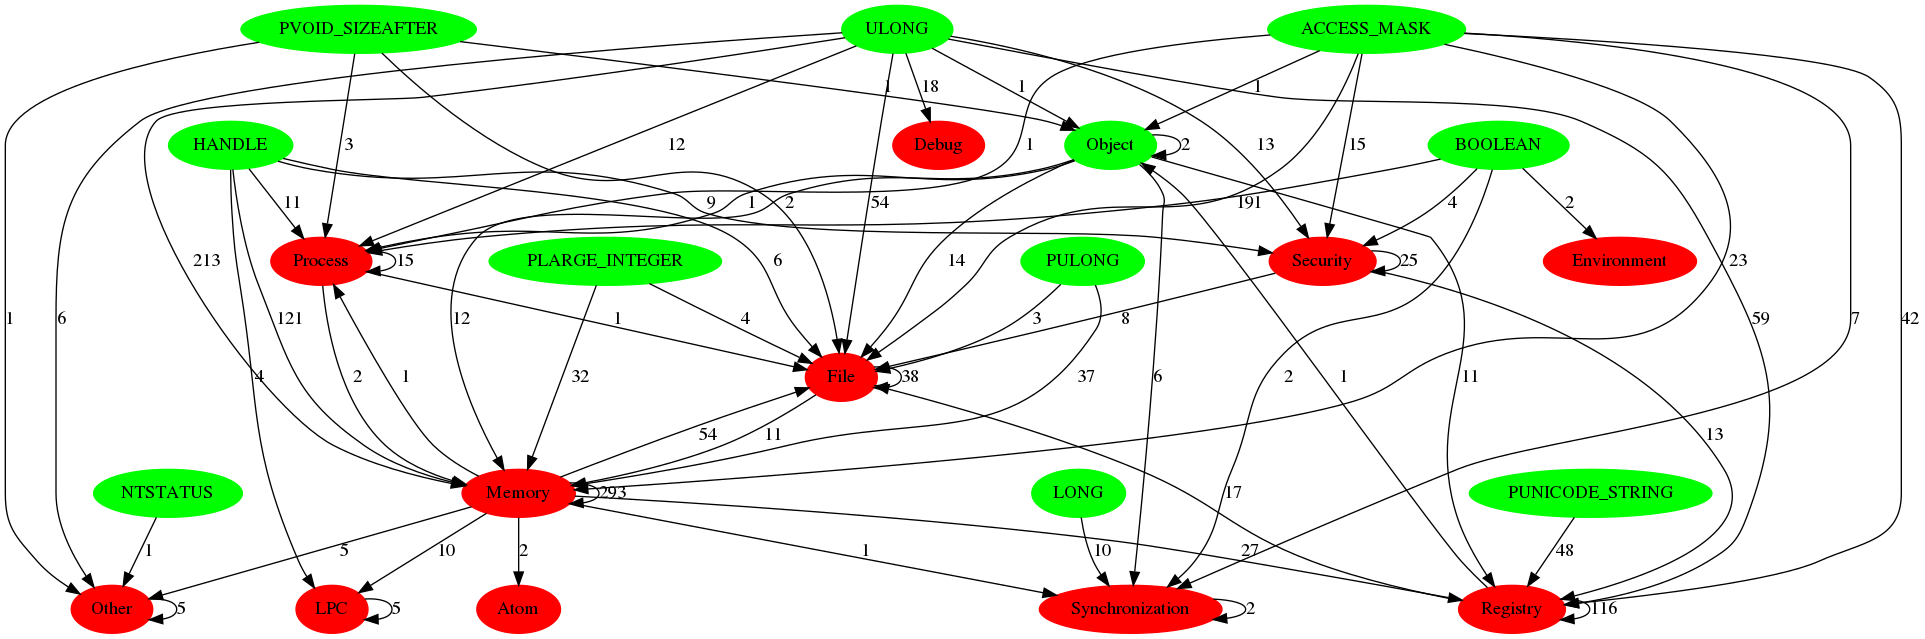 PVOID_SIZEAFTER
ULONG
ACCESS_MASK
1
18
1
1
HANDLE
Debug
Object
2
BOOLEAN
3
12
1
13
15
11
9
1
2
54
191
4
2
Process
15
PLARGE_INTEGER
PULONG
Security
25
Environment
213
6
14
23
1
6
121
12
1
4
3
8
59
7
42
4
2
1
32
File
38
37
6
2
1
11
54
11
13
NTSTATUS
Memory
293
LONG
17
PUNICODE_STRING
1
5
10
2
1
10
27
48
Other
5
LPC
5
Atom
Synchronization
2
Registry
116